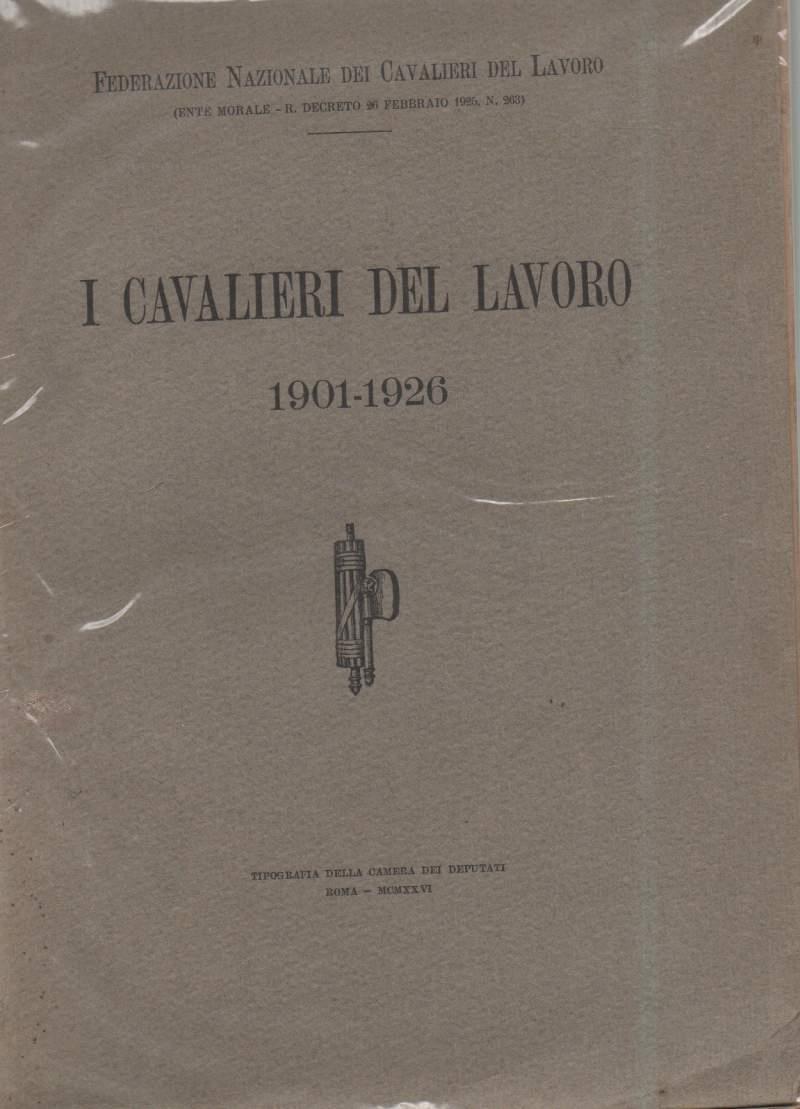 FEDERAZIONE NAZIONALE DEI CAVALIERI DEL LAVORO
(ENTE MORALE - R. DECRETO 26 FEBBRAIO 1925, N. 263)
I CAVALIERI DEL LAVORO
1901-1926
TIPOGRAFIA DELLA CAMERA DEI DEPUTATI
ROMA — MCMXXVI